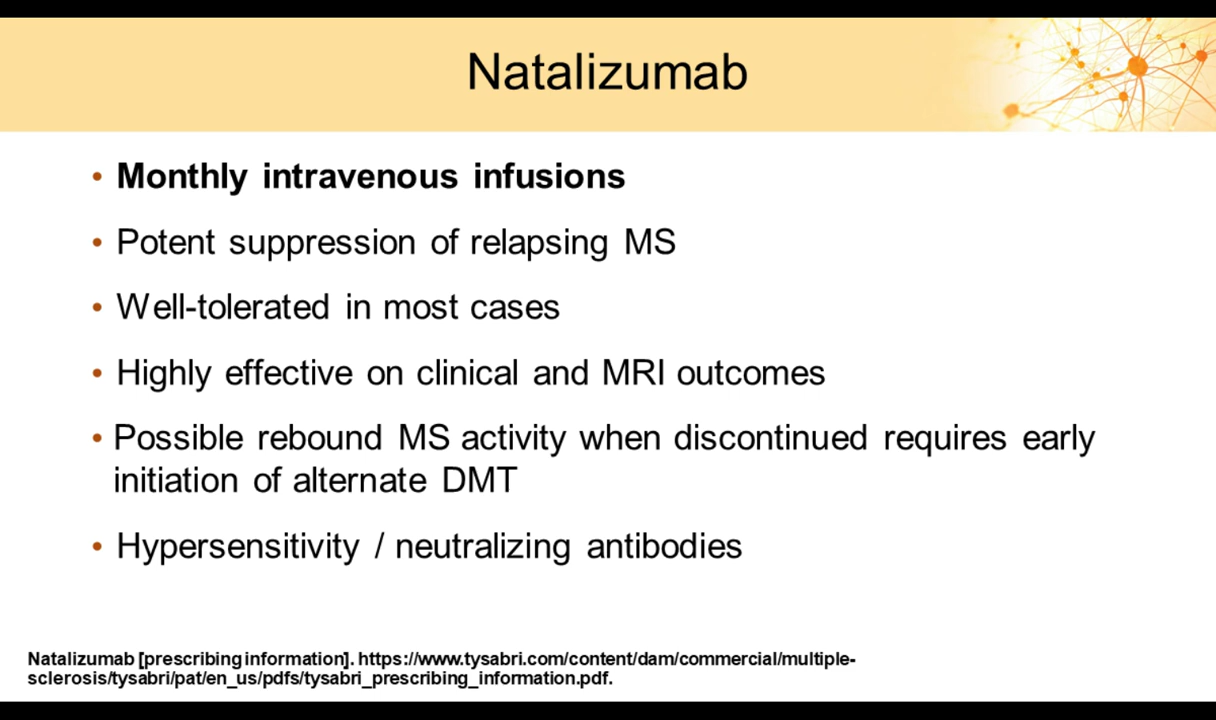 Natalizumab
• Monthly intravenous infusions
• Potent suppression of relapsing MS
• Well-tolerated in most cases
• Highly effective on clinical and MRI outcomes
• Possible rebound MS activity when discontinued requires early
initiation of alternate DMT
• Hypersensitivity / neutralizing antibodies
Natalizumab [prescribing information]. https://www.tysabri.com/content/dam/commercial/multiple-
sclerosis/tysabri/pat/en_us/pdfs/tysabri_prescribing_information.pdf.